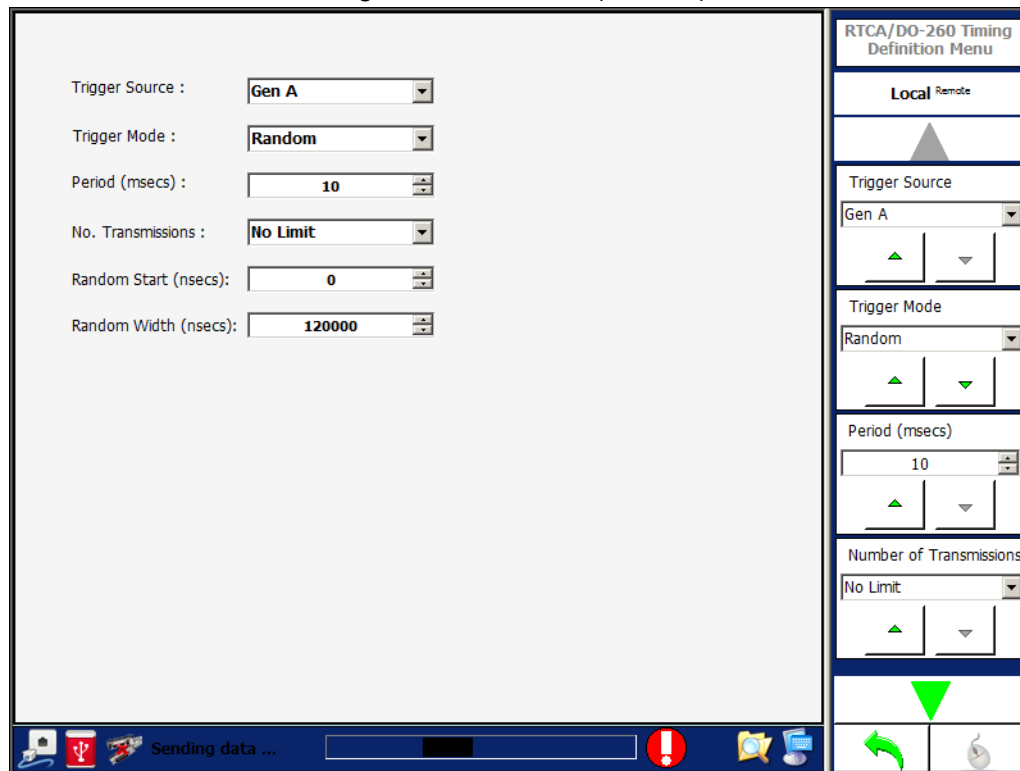 Trigger Source :
Gen A
Trigger Mode :
Random
Period (msecs) :
10
No. Transmissions :
No Limit
Random Start (nsecs):
0
Random Width (nsecs):
120000
Sending data ...
RTCA/DO-260 Timing
Definition Menu
Local Remote
Trigger Source
Gen A
Trigger Mode
Random
Period (msecs)
10
Number of Transmissions
No Limit